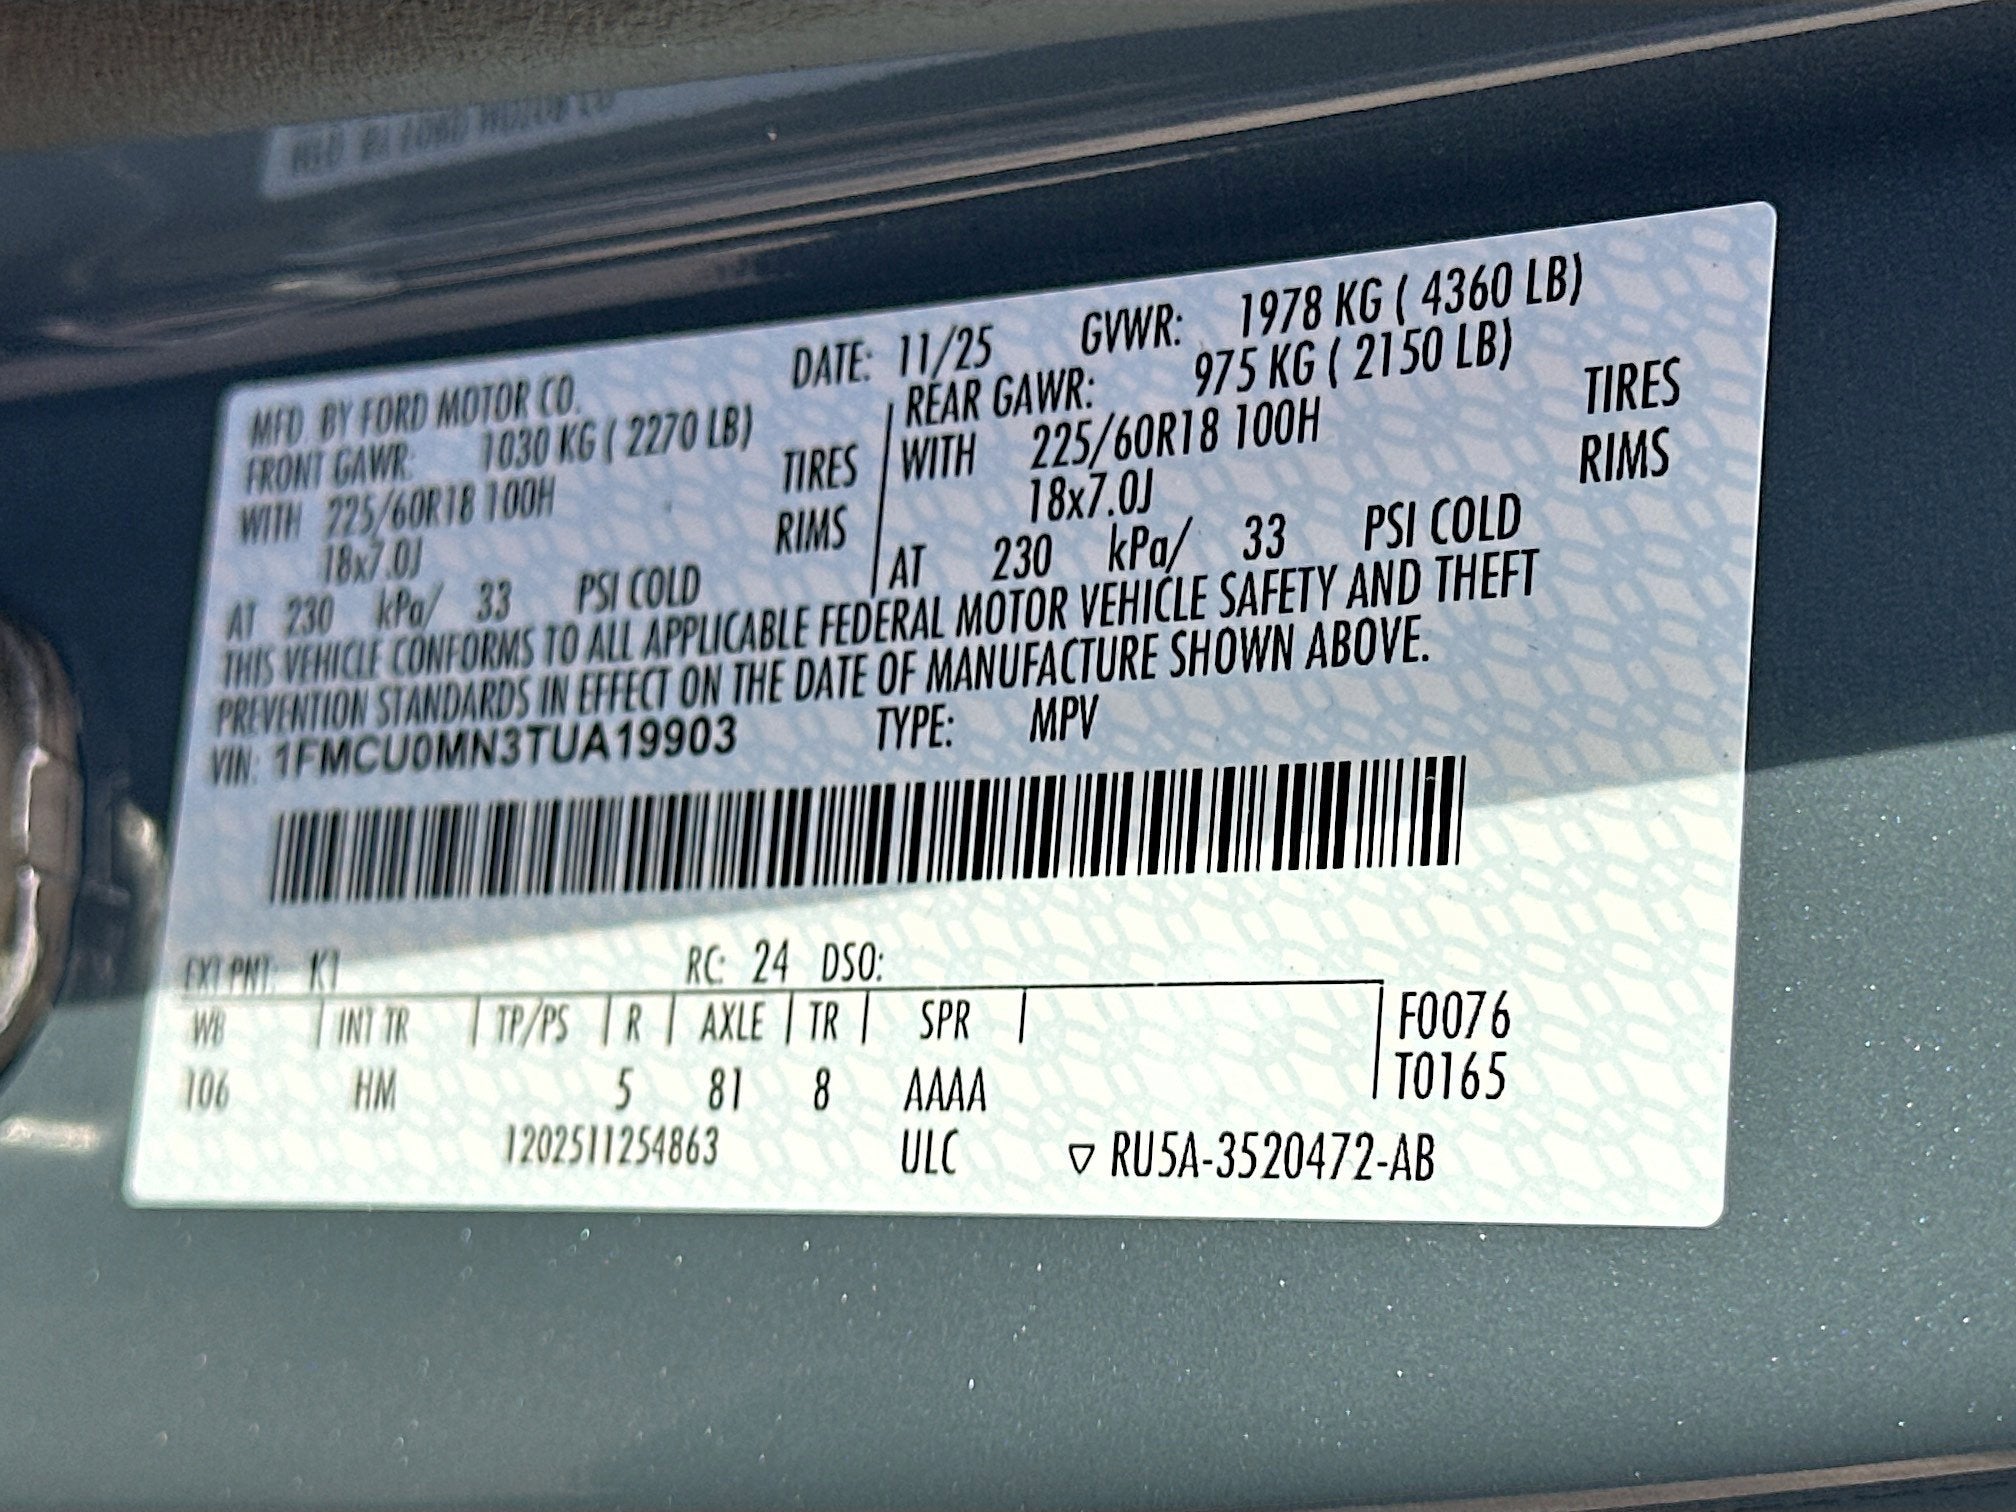 MFD. BY FORD MOTOR CO.
DATE: 11/25 GVWR: 1978 KG ( 4360 LB)
FRONT GAWR: 1030 KG ( 2270 LB) REAR GAWR: 975 KG ( 2150 LB)
WITH 225/60R18 100H TIRES WITH 225/60R18 100H TIRES
18x7.0J RIMS 18x7.0J RIMS
AT 230 kPa/ 33 PSI COLD AT 230 kPa/ 33 PSI COLD
THIS VEHICLE CONFORMS TO ALL APPLICABLE FEDERAL MOTOR VEHICLE SAFETY AND THEFT
PREVENTION STANDARDS IN EFFECT ON THE DATE OF MANUFACTURE SHOWN ABOVE.
VIN: 1FMCU0MN3TUA19903 TYPE: MPV
EXT PNT: K1 RC: 24 DSO:
WB INT TR TP/PS R AXLE TR SPR F0076
106 HM 5 81 8 AAAA T0165
1202511254863 ULC ▽ RU5A-3520472-AB